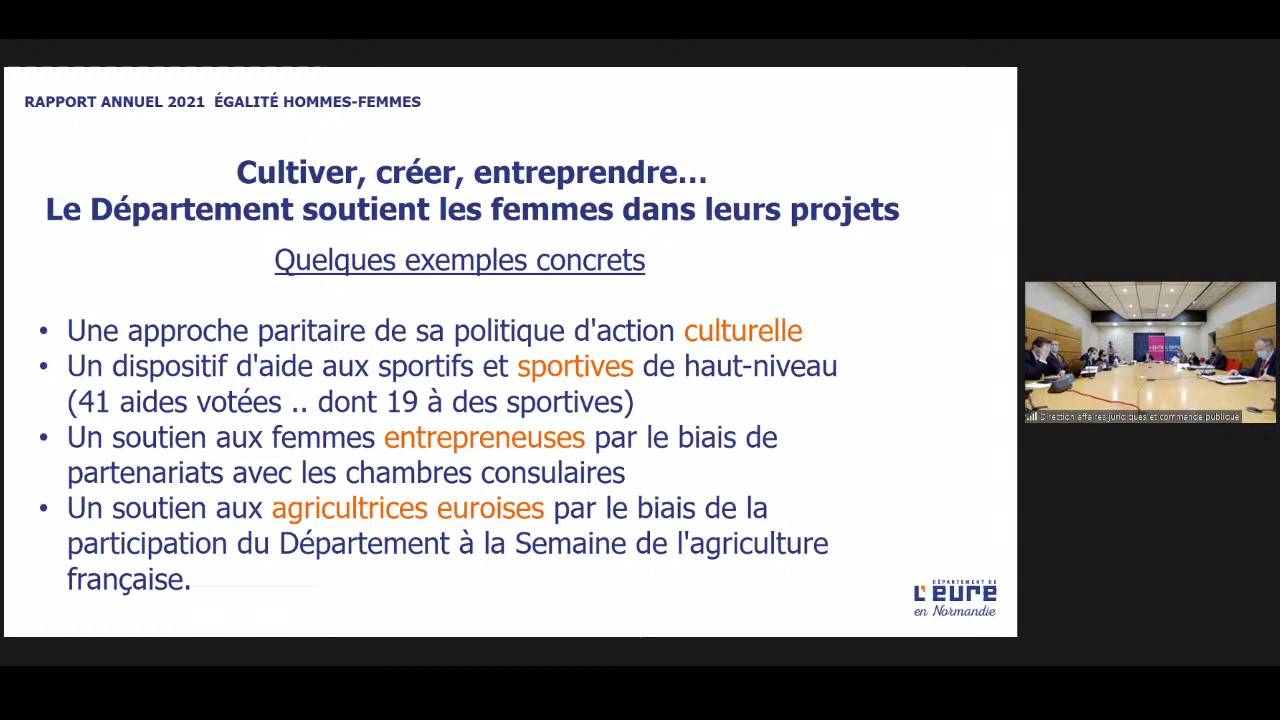 RAPPORT ANNUEL 2021 ÉGALITÉ HOMMES-FEMMES
Cultiver, créer, entreprendre...
Le Département soutient les femmes dans leurs projets
Quelques exemples concrets
• Une approche paritaire de sa politique d'action culturelle
• Un dispositif d'aide aux sportifs et sportives de haut-niveau
(41 aides votées .. dont 19 à des sportives)
• Un soutien aux femmes entrepreneuses par le biais de
partenariats avec les chambres consulaires
• Un soutien aux agricultrices euroises par le biais de la
participation du Département à la Semaine de l'agriculture
française.
DÉPARTEMENT DE
L'EURE
en Normandie
L'EURE
Direction affaires juridiques et commande publique